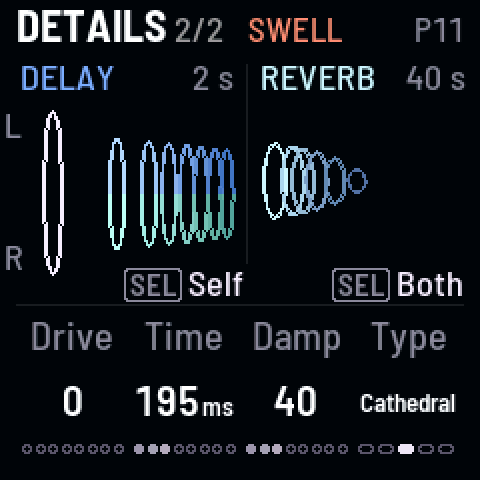 DETAILS 2/2 SWELL P11
DELAY 2 s REVERB 40 s
L
R
SEL Self SEL Both
Drive Time Damp Type
0 195ms 40 Cathedral